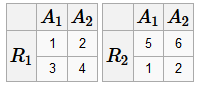 A₁ A₂ A₁ A₂
R₁ 1 2 R₂ 5 6
3 4 1 2